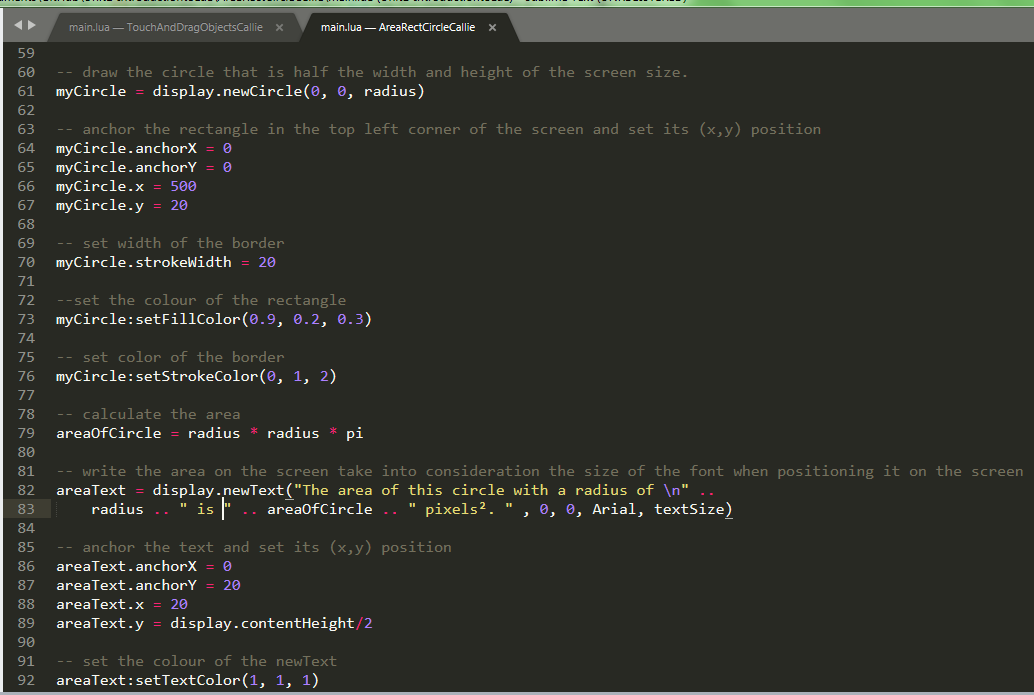 main.lua — TouchAndDragObjectsCallie ×
main.lua — AreaRectCircleCallie ×
59
60 -- draw the circle that is half the width and height of the screen size.
61 myCircle = display.newCircle(0, 0, radius)
62
63 -- anchor the rectangle in the top left corner of the screen and set its (x,y) position
64 myCircle.anchorX = 0
65 myCircle.anchorY = 0
66 myCircle.x = 500
67 myCircle.y = 20
68
69 -- set width of the border
70 myCircle.strokeWidth = 20
71
72 --set the colour of the rectangle
73 myCircle:setFillColor(0.9, 0.2, 0.3)
74
75 -- set color of the border
76 myCircle:setStrokeColor(0, 1, 2)
77
78 -- calculate the area
79 areaOfCircle = radius * radius * pi
80
81 -- write the area on the screen take into consideration the size of the font when positioning it on the screen
82 areaText = display.newText("The area of this circle with a radius of \n" ..
83 radius .. " is " .. areaOfCircle .. " pixels². " , 0, 0, Arial, textSize)
84
85 -- anchor the text and set its (x,y) position
86 areaText.anchorX = 0
87 areaText.anchorY = 20
88 areaText.x = 20
89 areaText.y = display.contentHeight/2
90
91 -- set the colour of the newText
92 areaText:setTextColor(1, 1, 1)